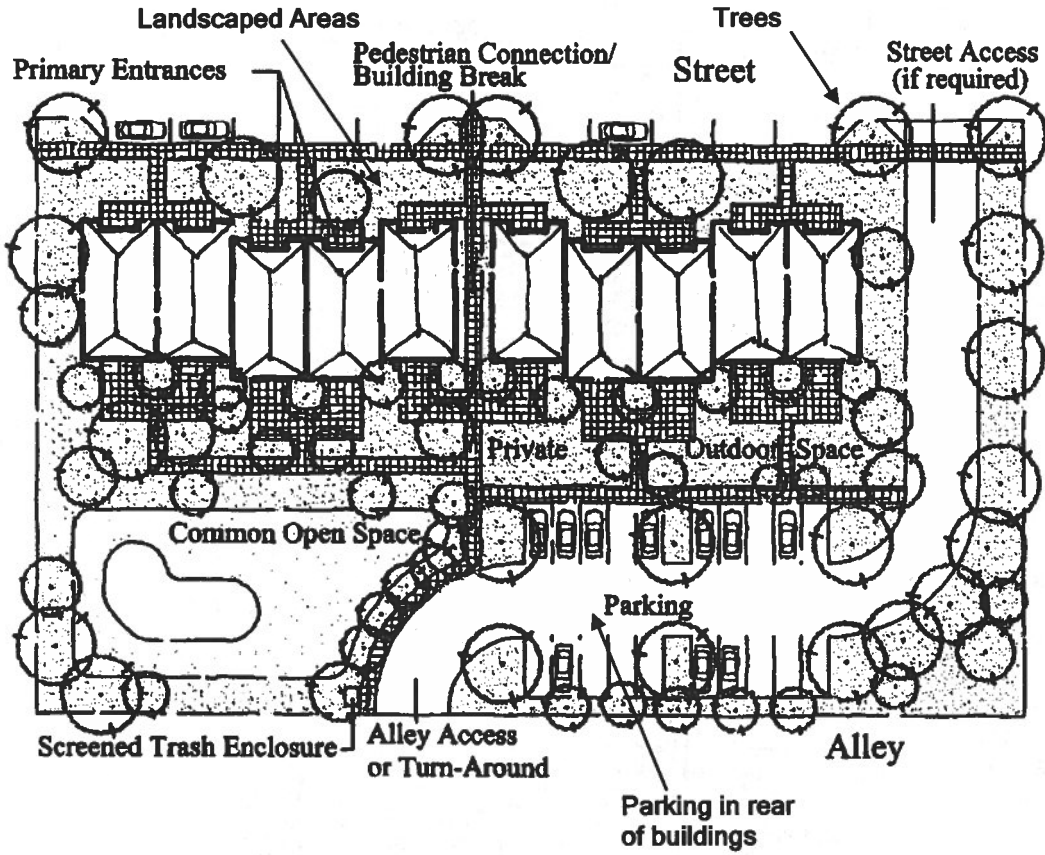 Landscaped Areas
Trees
Primary Entrances
Pedestrian Connection/
Building Break
Street
Street Access
(if required)
Private
Outdoor Space
Common Open Space
Parking
Screened Trash Enclosure
Alley Access
or Turn-Around
Alley
Parking in rear
of buildings